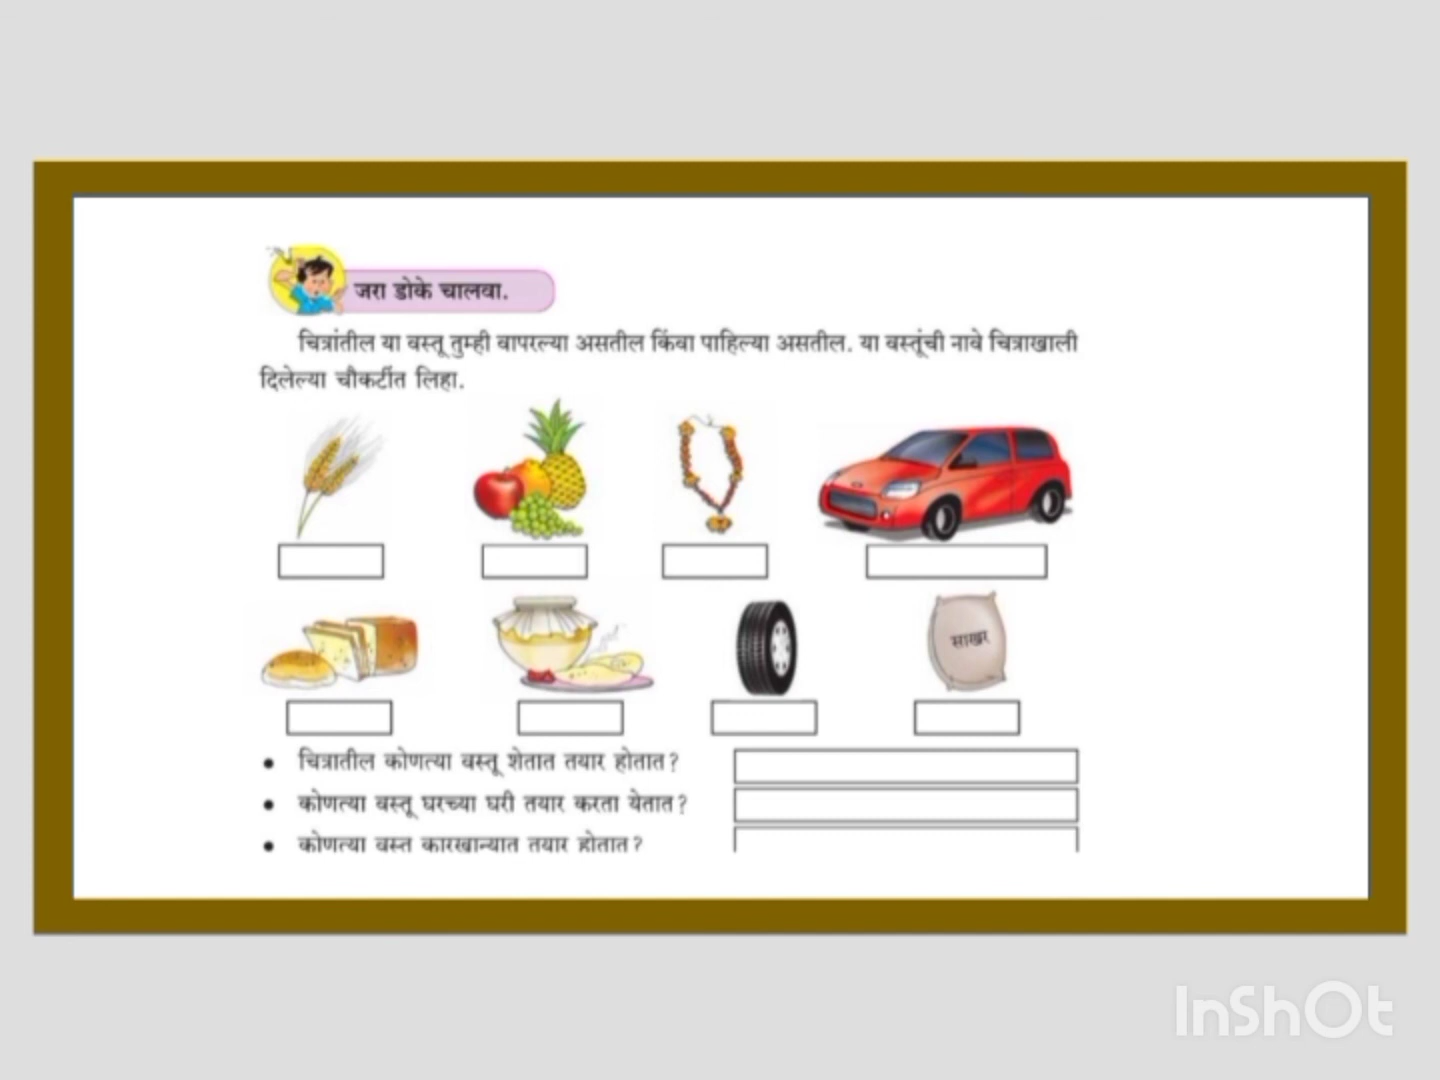 जरा डोके चालवा.
चित्रांतील या वस्तू तुम्ही वापरल्या असतील किंवा पाहिल्या असतील. या वस्तूंची नावे चित्राखाली
दिलेल्या चौकटींत लिहा.
साखर
चित्रातील कोणत्या वस्तू शेतात तयार होतात?
कोणत्या वस्तू घरच्या घरी तयार करता येतात?
कोणत्या वस्तू कारखान्यात तयार होतात?
InShOt